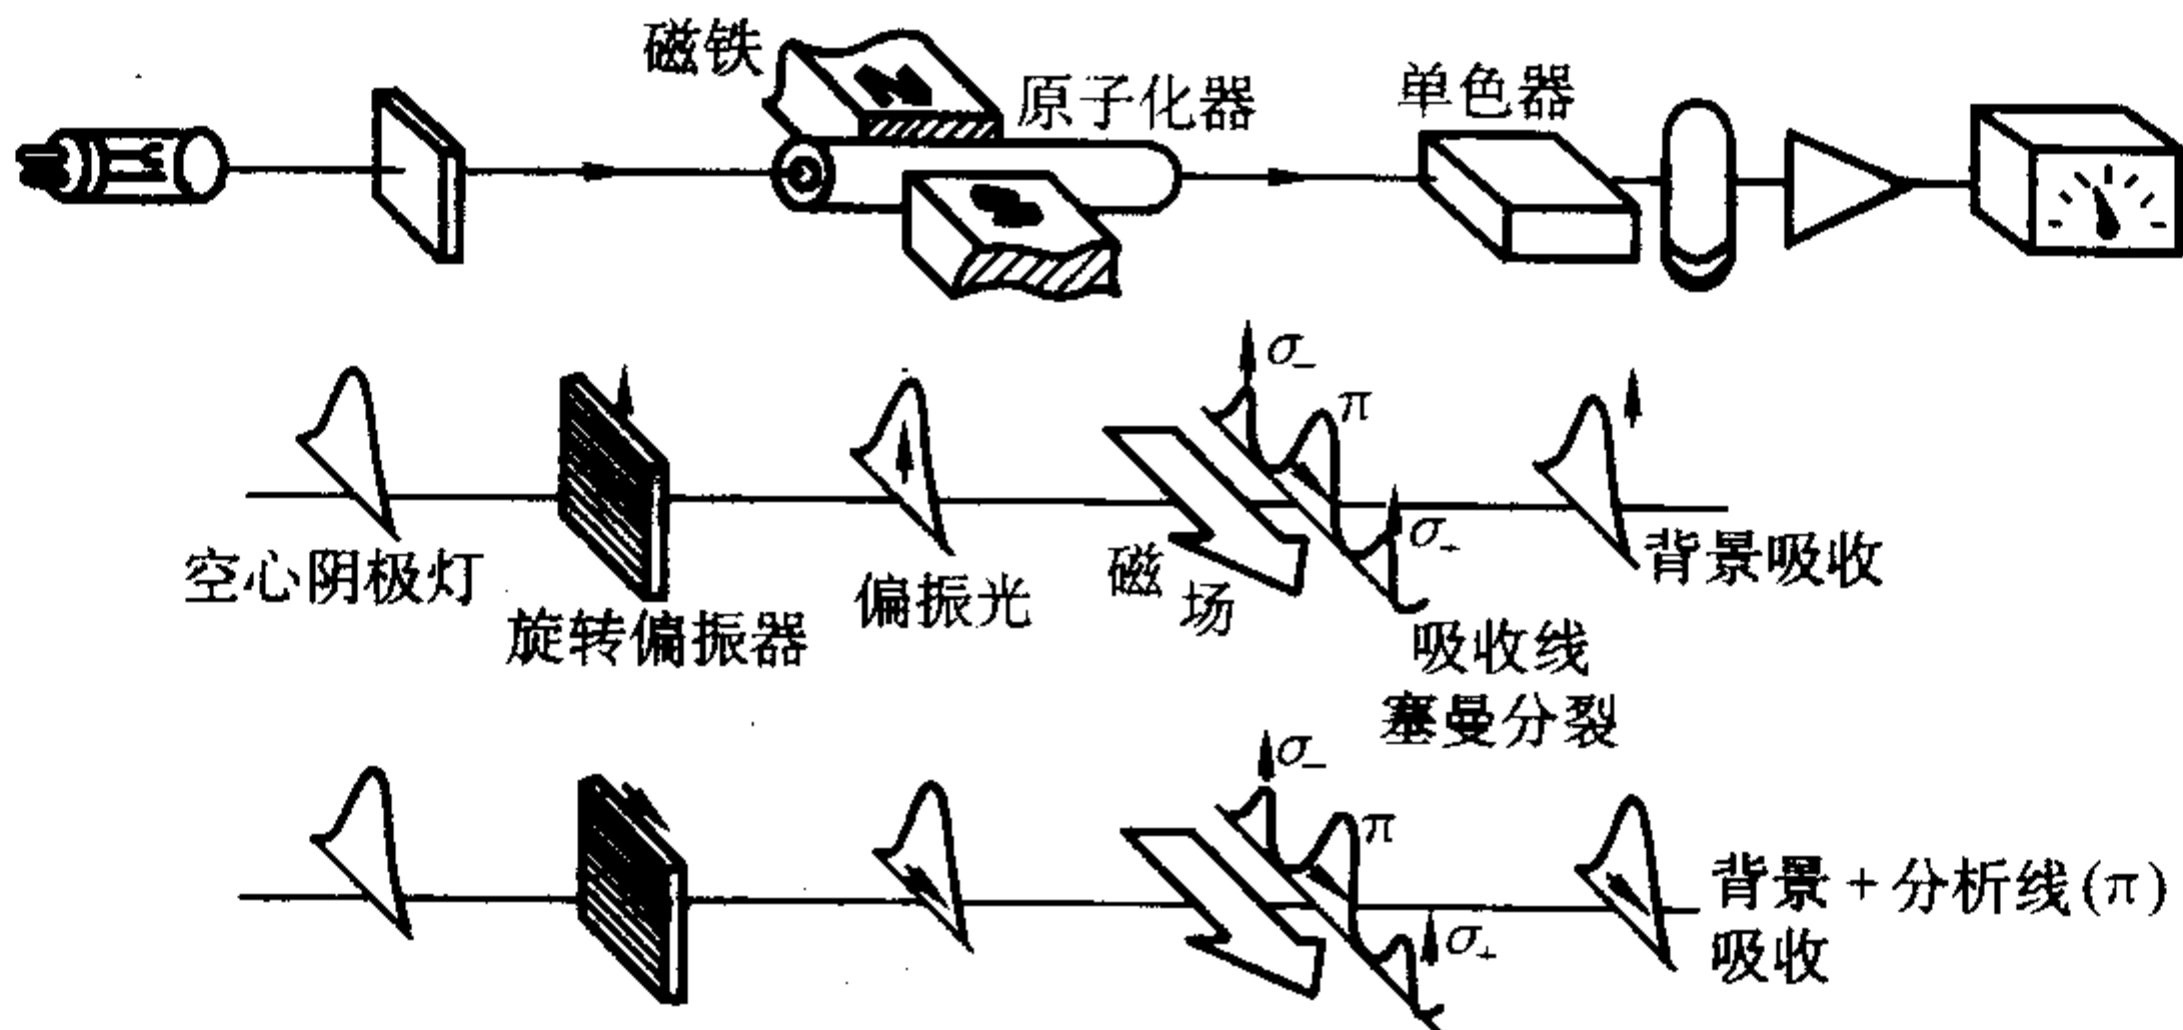 磁铁
原子化器
单色器
σ₋
π
σ₊
空心阴极灯
旋转偏振器
偏振光
磁场
吸收线
塞曼分裂
背景吸收
σ₋
π
σ₊
背景 + 分析线(π)
吸收